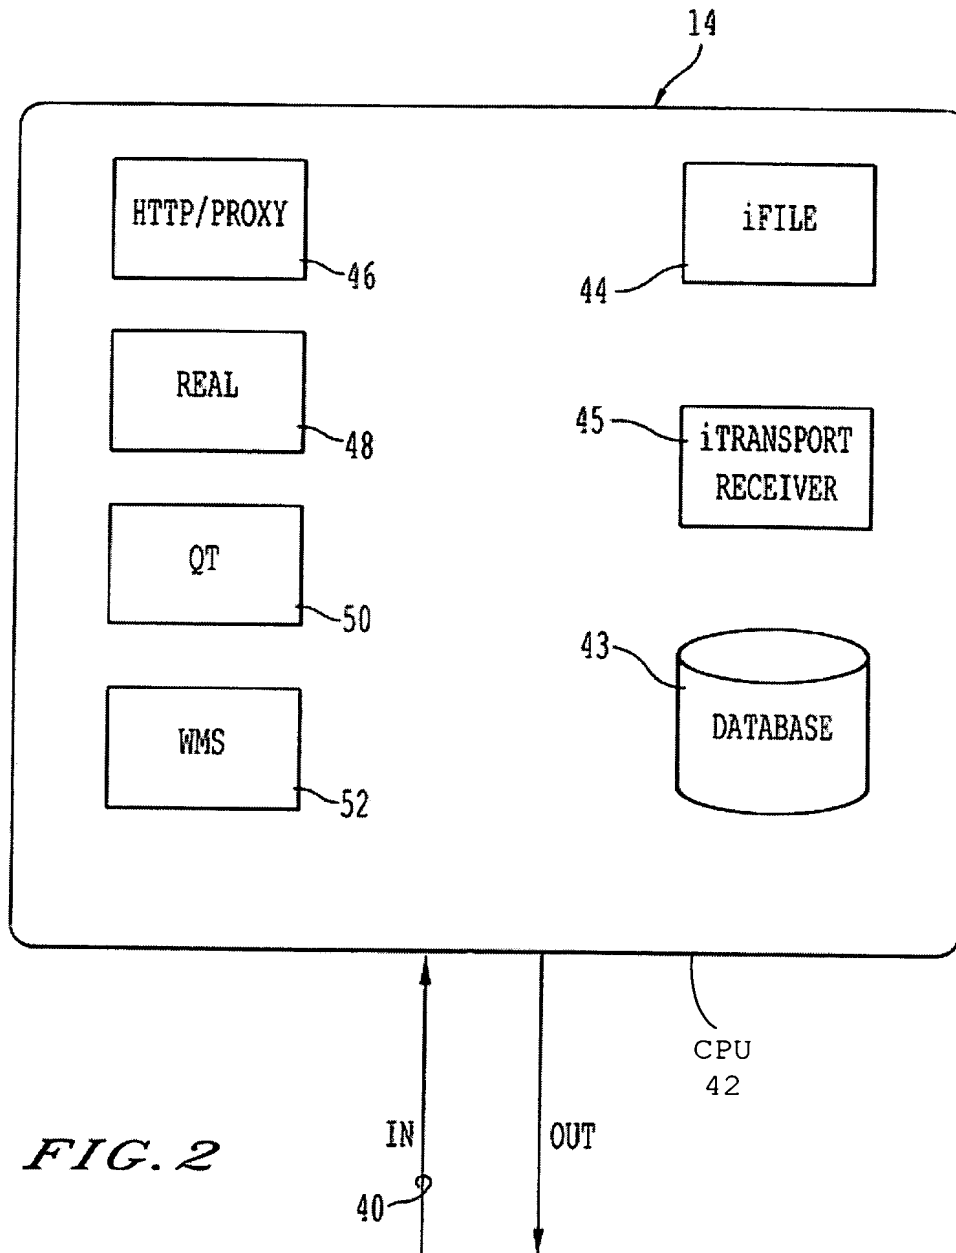 14
HTTP/PROXY
46
iFILE
44
REAL
48
45
iTRANSPORT
RECEIVER
QT
50
43
DATABASE
WMS
52
CPU
42
IN
OUT
40
FIG. 2